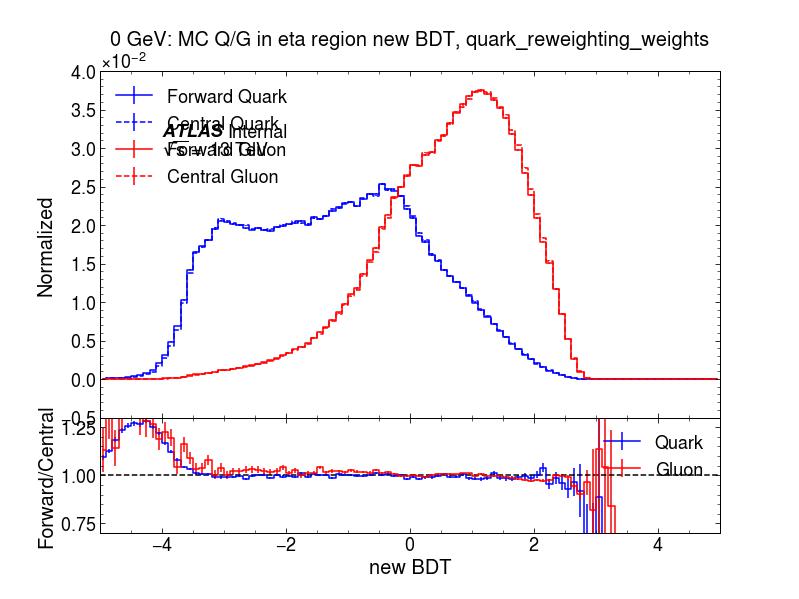 0 GeV: MC Q/G in eta region new BDT, quark_reweighting_weights
×10⁻²
4.0
3.5
3.0
2.5
2.0
1.5
1.0
0.5
0.0
−0.5
Normalized
Forward Quark
Central Quark
ATLAS Internal
√s = 13 TeV
Forward Gluon
Central Gluon
1.25
1.00
0.75
Forward/Central
Quark
Gluon
−4
−2
0
2
4
new BDT